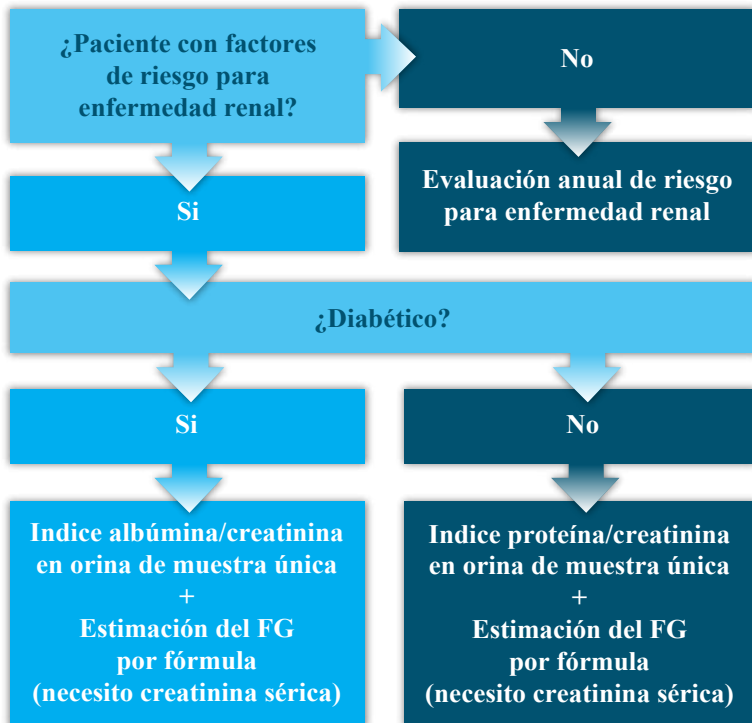 ¿Paciente con factores
de riesgo para
enfermedad renal?
No
Evaluación anual de riesgo
para enfermedad renal
Si
¿Diabético?
Si
No
Indice albúmina/creatinina
en orina de muestra única
+
Estimación del FG
por fórmula
(necesito creatinina sérica)
Indice proteína/creatinina
en orina de muestra única
+
Estimación del FG
por fórmula
(necesito creatinina sérica)